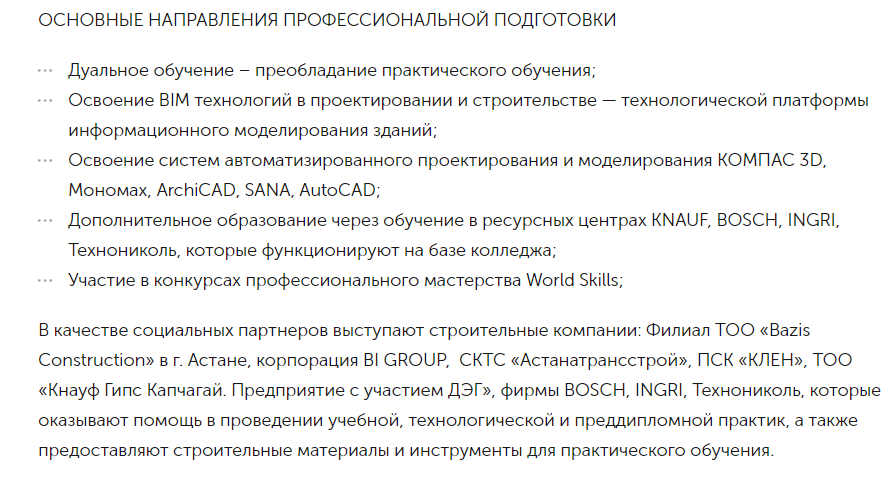 ОСНОВНЫЕ НАПРАВЛЕНИЯ ПРОФЕССИОНАЛЬНОЙ ПОДГОТОВКИ
Дуальное обучение – преобладание практического обучения;
Освоение BIM технологий в проектировании и строительстве — технологической платформы
информационного моделирования зданий;
Освоение систем автоматизированного проектирования и моделирования КОМПАС 3D,
Мономах, ArchiCAD, SANA, AutoCAD;
Дополнительное образование через обучение в ресурсных центрах KNAUF, BOSCH, INGRI,
Технониколь, которые функционируют на базе колледжа;
Участие в конкурсах профессионального мастерства World Skills;
В качестве социальных партнеров выступают строительные компании: Филиал ТОО «Bazis
Construction» в г. Астане, корпорация BI GROUP, СКТС «Астанатрансстрой», ПСК «КЛЕН», ТОО
«Кнауф Гипс Капчагай. Предприятие с участием ДЭГ», фирмы BOSCH, INGRI, Технониколь, которые
оказывают помощь в проведении учебной, технологической и преддипломной практик, а также
предоставляют строительные материалы и инструменты для практического обучения.